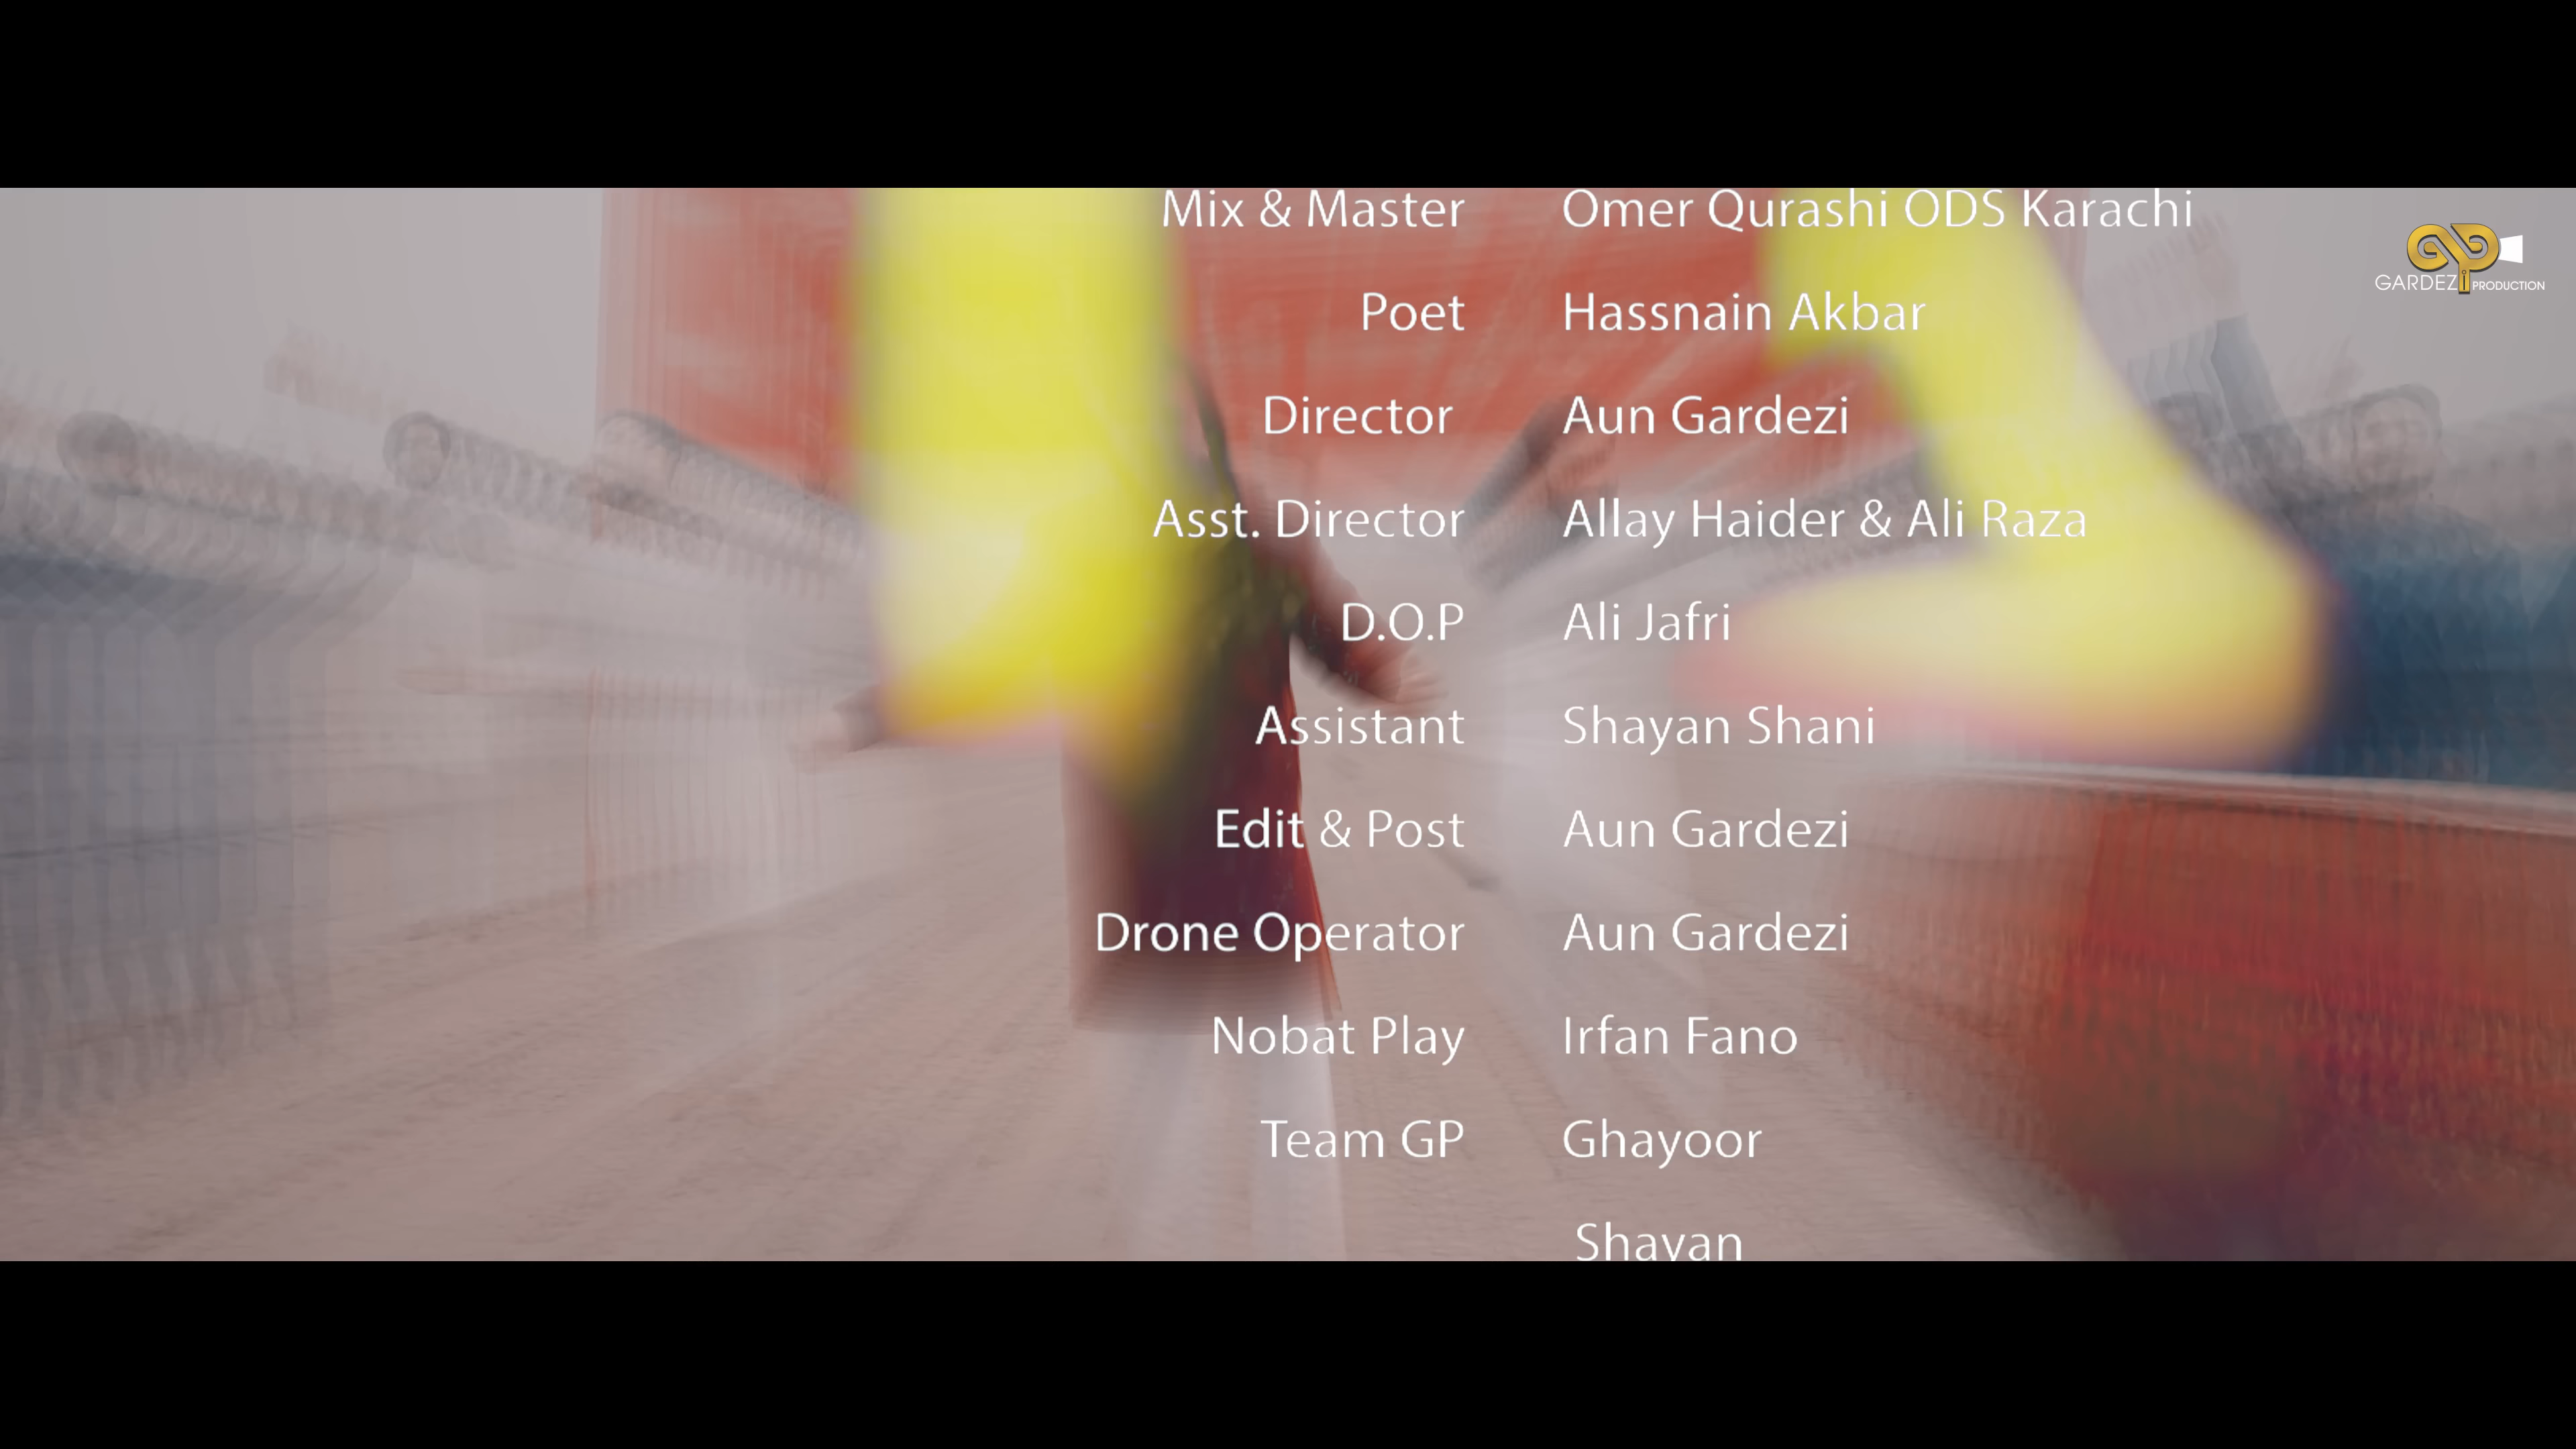 Mix & Master Omer Qurashi ODS Karachi
GARDEZi PRODUCTION
Poet Hassnain Akbar
Director Aun Gardezi
Asst. Director Allay Haider & Ali Raza
D.O.P Ali Jafri
Assistant Shayan Shani
Edit & Post Aun Gardezi
Drone Operator Aun Gardezi
Nobat Play Irfan Fano
Team GP Ghayoor
Shayan